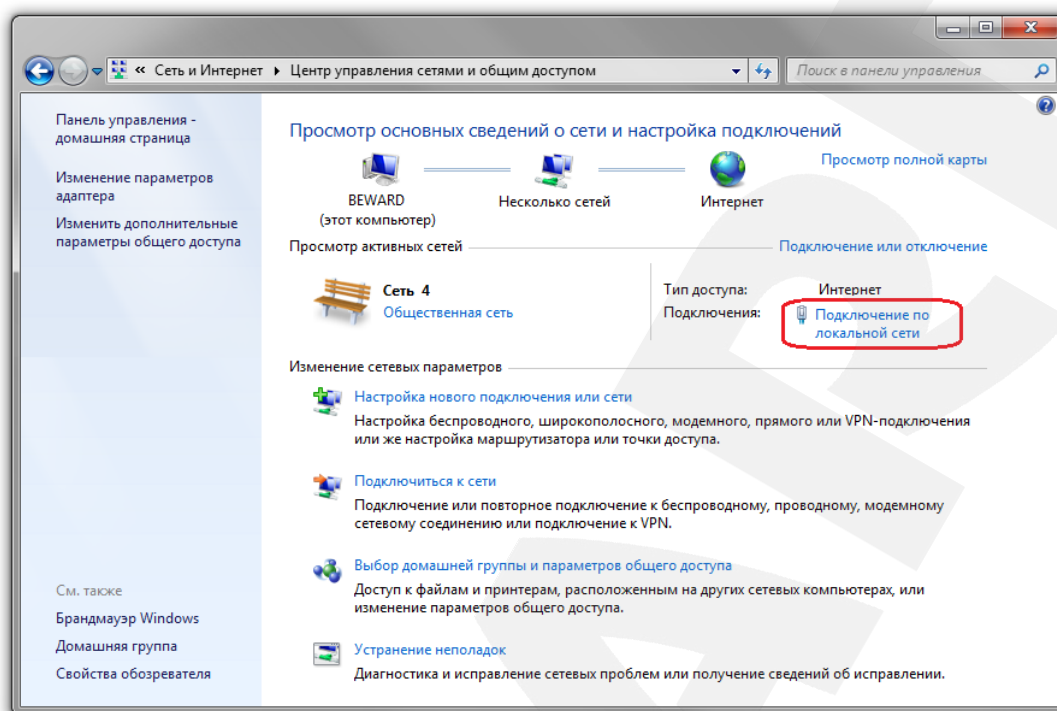 « Сеть и Интернет ▸ Центр управления сетями и общим доступом
Поиск в панели управления
Панель управления -
домашняя страница
Изменение параметров
адаптера
Изменить дополнительные
параметры общего доступа
Просмотр основных сведений о сети и настройка подключений
Просмотр полной карты
BEWARD
(этот компьютер)
Несколько сетей
Интернет
Просмотр активных сетей
Подключение или отключение
Сеть 4
Общественная сеть
Тип доступа: Интернет
Подключения: Подключение по
локальной сети
Изменение сетевых параметров
Настройка нового подключения или сети
Настройка беспроводного, широкополосного, модемного, прямого или VPN-подключения
или же настройка маршрутизатора или точки доступа.
Подключиться к сети
Подключение или повторное подключение к беспроводному, проводному, модемному
сетевому соединению или подключение к VPN.
Выбор домашней группы и параметров общего доступа
Доступ к файлам и принтерам, расположенным на других сетевых компьютерах, или
изменение параметров общего доступа.
Устранение неполадок
Диагностика и исправление сетевых проблем или получение сведений об исправлении.
См. также
Брандмауэр Windows
Домашняя группа
Свойства обозревателя